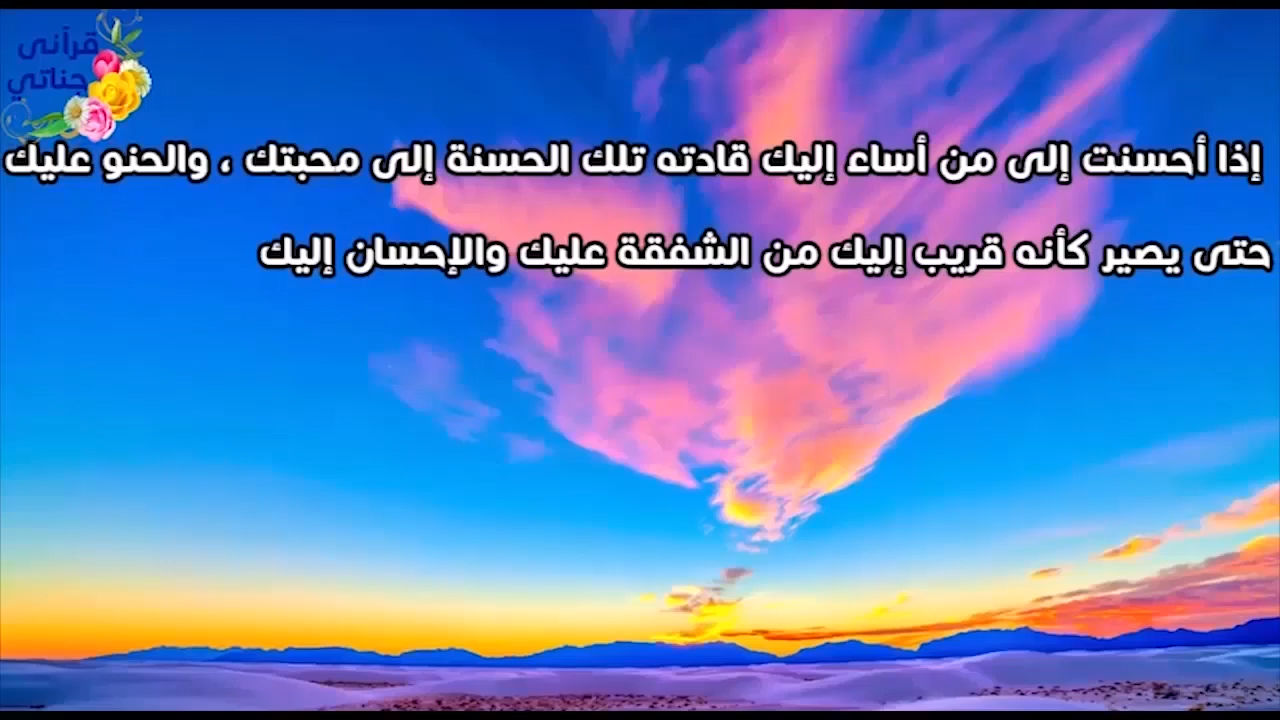 قرآنى
جناتي
إذا أحسنت إلى من أساء إليك قادته تلك الحسنة إلى محبتك ، والحنو عليك
حتى يصير كأنه قريب إليك من الشفقة عليك والإحسان إليك